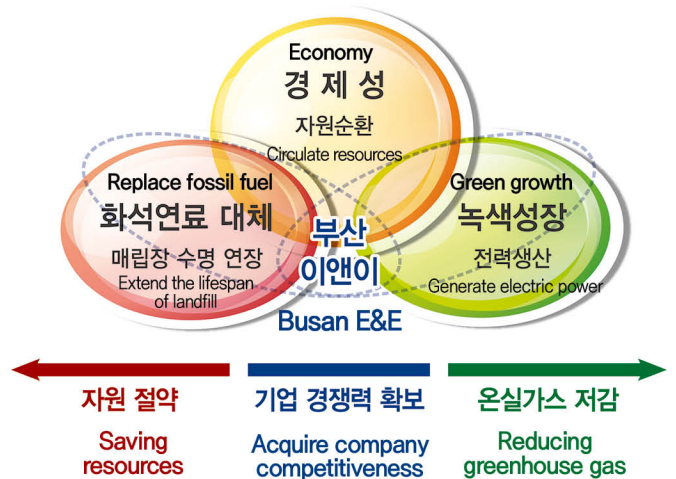 Economy
경 제 성
자원순환
Circulate resources
Replace fossil fuel
화석연료 대체
매립장 수명 연장
Extend the lifespan
of landfill
Green growth
녹색성장
전력생산
Generate electric power
부산
이앤이
Busan E&E
자원 절약
Saving
resources
기업 경쟁력 확보
Acquire company
competitiveness
온실가스 저감
Reducing
greenhouse gas